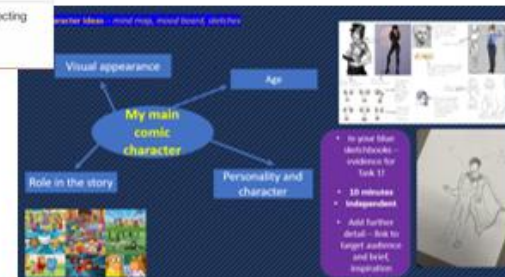 ecting
aracter ideas – mind map, mood board, sketches
Visual appearance
Age
My main
comic
character
Role in the story
Personality and
character
• In your blue
sketchbooks –
evidence for
Task 1!
• 10 minutes
• Independent
• Add further
detail – link to
target audience
and brief,
inspiration